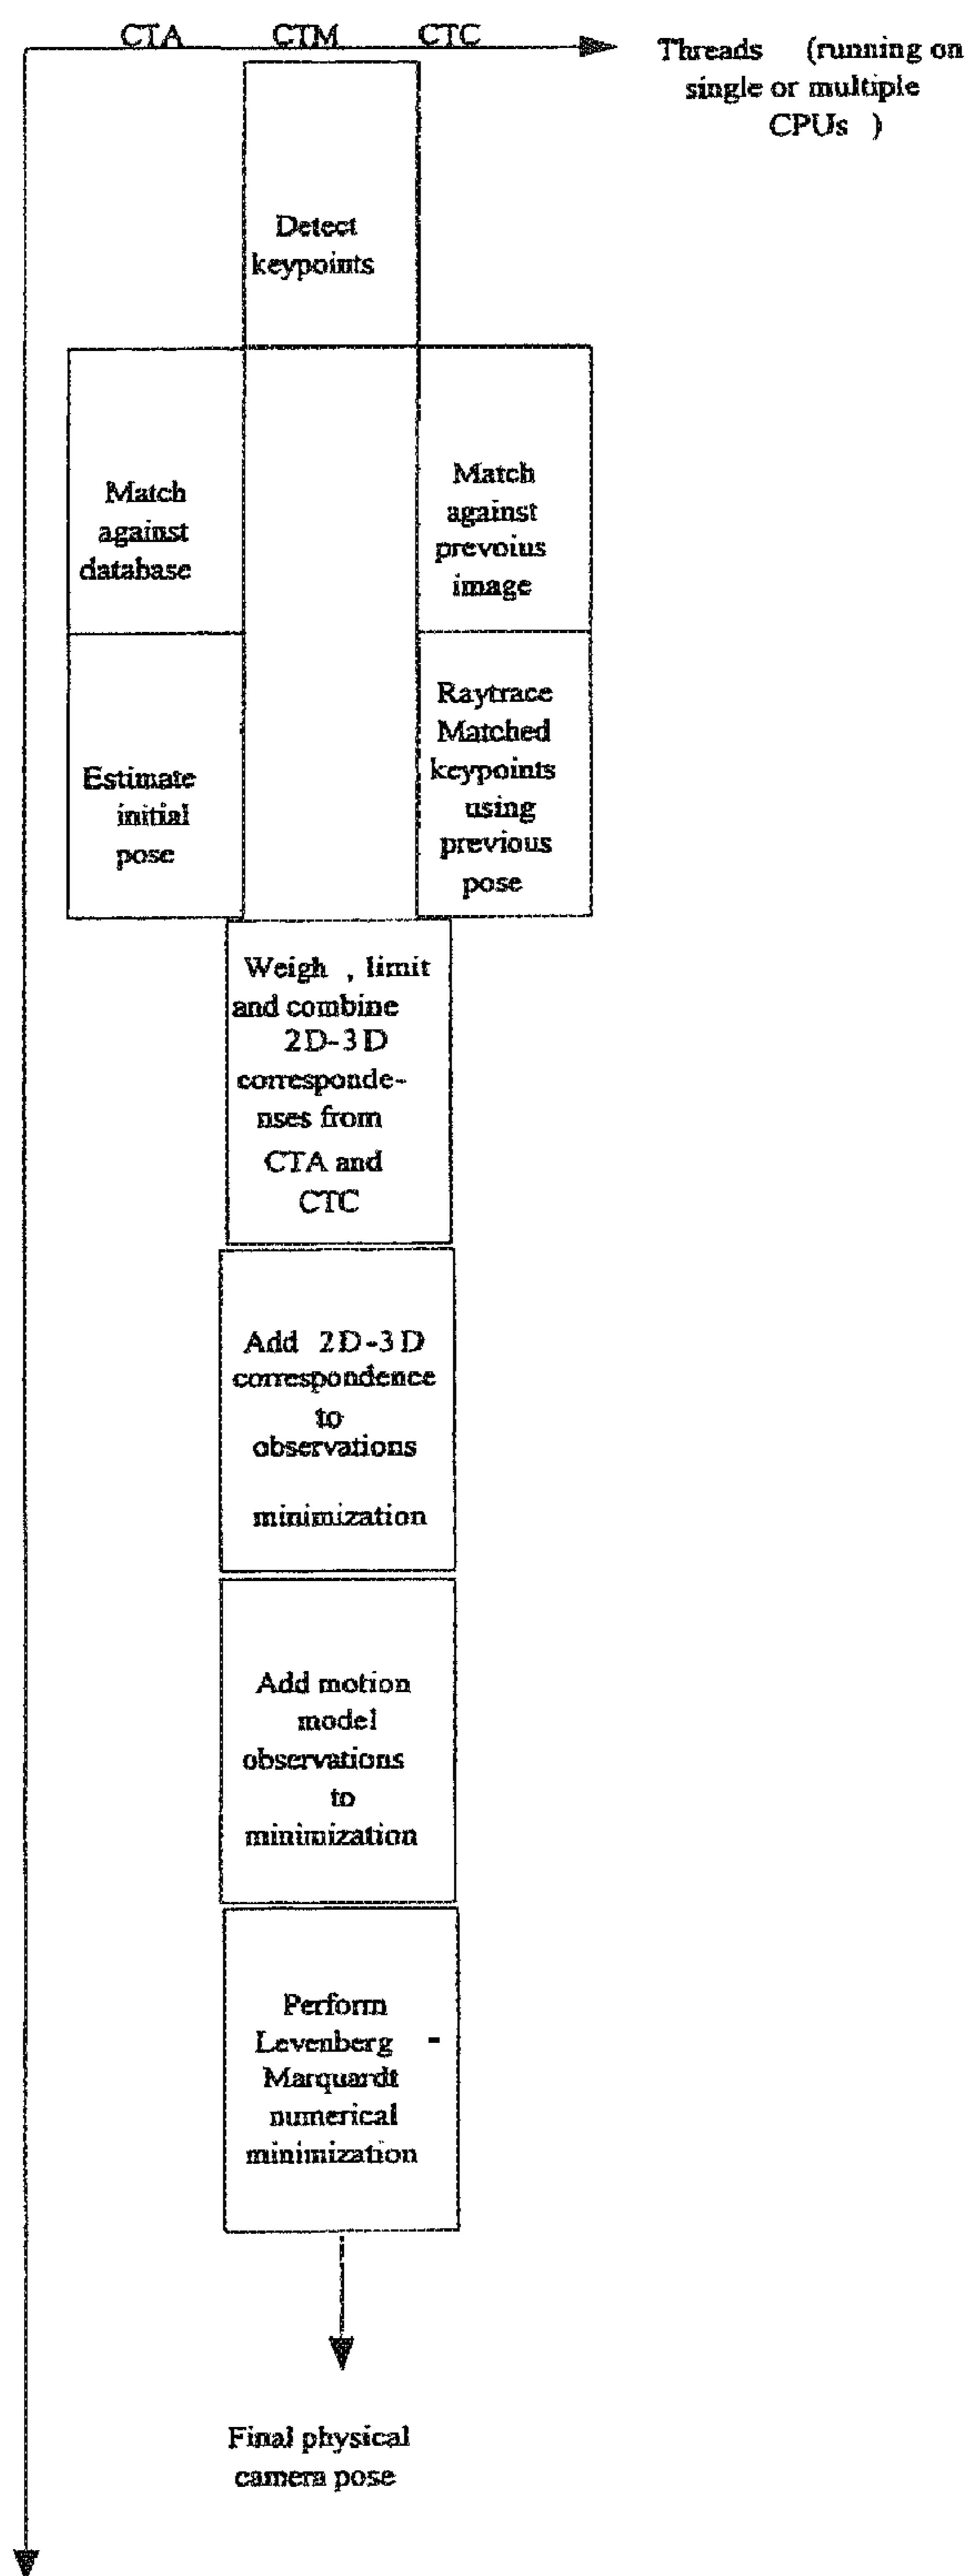 CTA CTM CTC
Threads (running on
single or multiple
CPUs )
Detect
keypoints
Match
against
database
Match
against
prevoius
image
Estimate
initial
pose
Raytrace
Matched
keypoints
using
previous
pose
Weigh , limit
and combine
2D-3D
corresponde-
nses from
CTA and
CTC
Add 2D-3D
correspondence
to
observations
minimization
Add motion
model
observations
to
minimization
Perform
Levenberg -
Marquardt
numerical
minimization
Final physical
camera pose